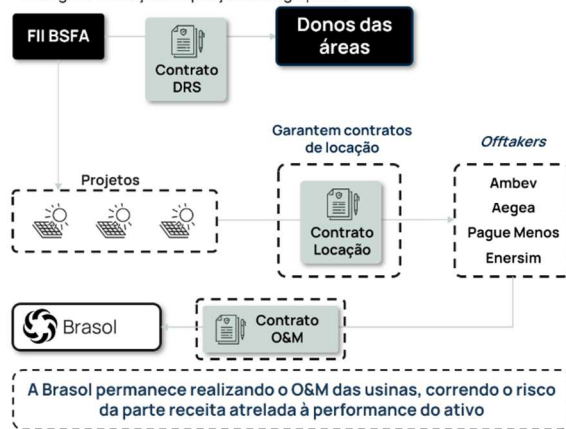 FII BSFA
Contrato
DRS
Donos das
áreas
Garantem contratos
de locação
Offtakers
Projetos
Contrato
Locação
Ambev
Aegea
Pague Menos
Enersim
Brasol
Contrato
O&M
A Brasol permanece realizando o O&M das usinas, correndo o risco
da parte receita atrelada à performance do ativo